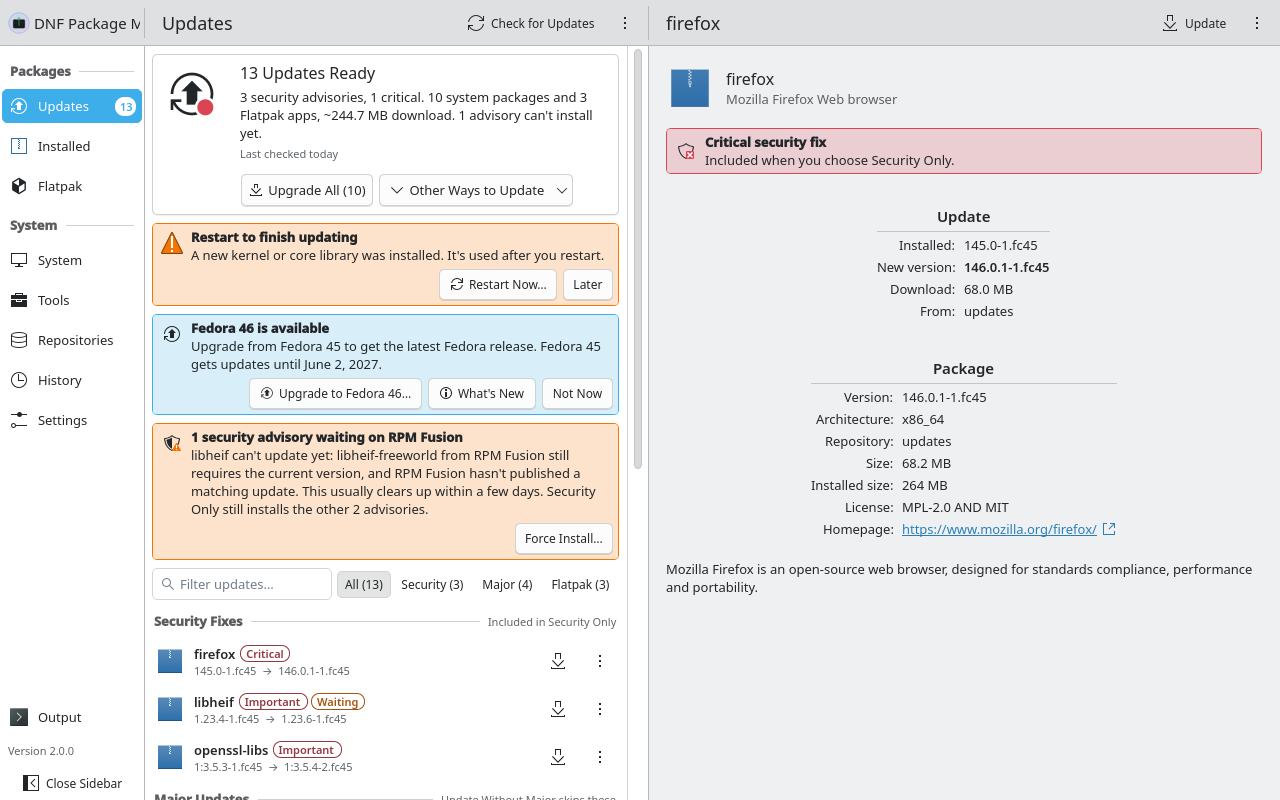 DNF Package M
Updates
Check for Updates
firefox
Update
Packages
Updates
13
Installed
Flatpak
System
System
Tools
Repositories
History
Settings
Output
Version 2.0.0
Close Sidebar
13 Updates Ready
3 security advisories, 1 critical. 10 system packages and 3
Flatpak apps, ~244.7 MB download. 1 advisory can't install
yet.
Last checked today
Upgrade All (10)
Other Ways to Update
Restart to finish updating
A new kernel or core library was installed. It's used after you restart.
Restart Now...
Later
Fedora 46 is available
Upgrade from Fedora 45 to get the latest Fedora release. Fedora 45
gets updates until June 2, 2027.
Upgrade to Fedora 46...
What's New
Not Now
1 security advisory waiting on RPM Fusion
libheif can't update yet: libheif-freeworld from RPM Fusion still
requires the current version, and RPM Fusion hasn't published a
matching update. This usually clears up within a few days. Security
Only still installs the other 2 advisories.
Force Install...
Filter updates...
All (13)
Security (3)
Major (4)
Flatpak (3)
Security Fixes
Included in Security Only
firefox Critical
145.0-1.fc45 → 146.0.1-1.fc45
libheif Important Waiting
1.23.4-1.fc45 → 1.23.6-1.fc45
openssl-libs Important
1:3.5.3-1.fc45 → 1:3.5.4-2.fc45
Major Updates
Update Without Major skips these
firefox
Mozilla Firefox Web browser
Critical security fix
Included when you choose Security Only.
Update
Installed: 145.0-1.fc45
New version: 146.0.1-1.fc45
Download: 68.0 MB
From: updates
Package
Version: 146.0.1-1.fc45
Architecture: x86_64
Repository: updates
Size: 68.2 MB
Installed size: 264 MB
License: MPL-2.0 AND MIT
Homepage: https://www.mozilla.org/firefox/
Mozilla Firefox is an open-source web browser, designed for standards compliance, performance
and portability.